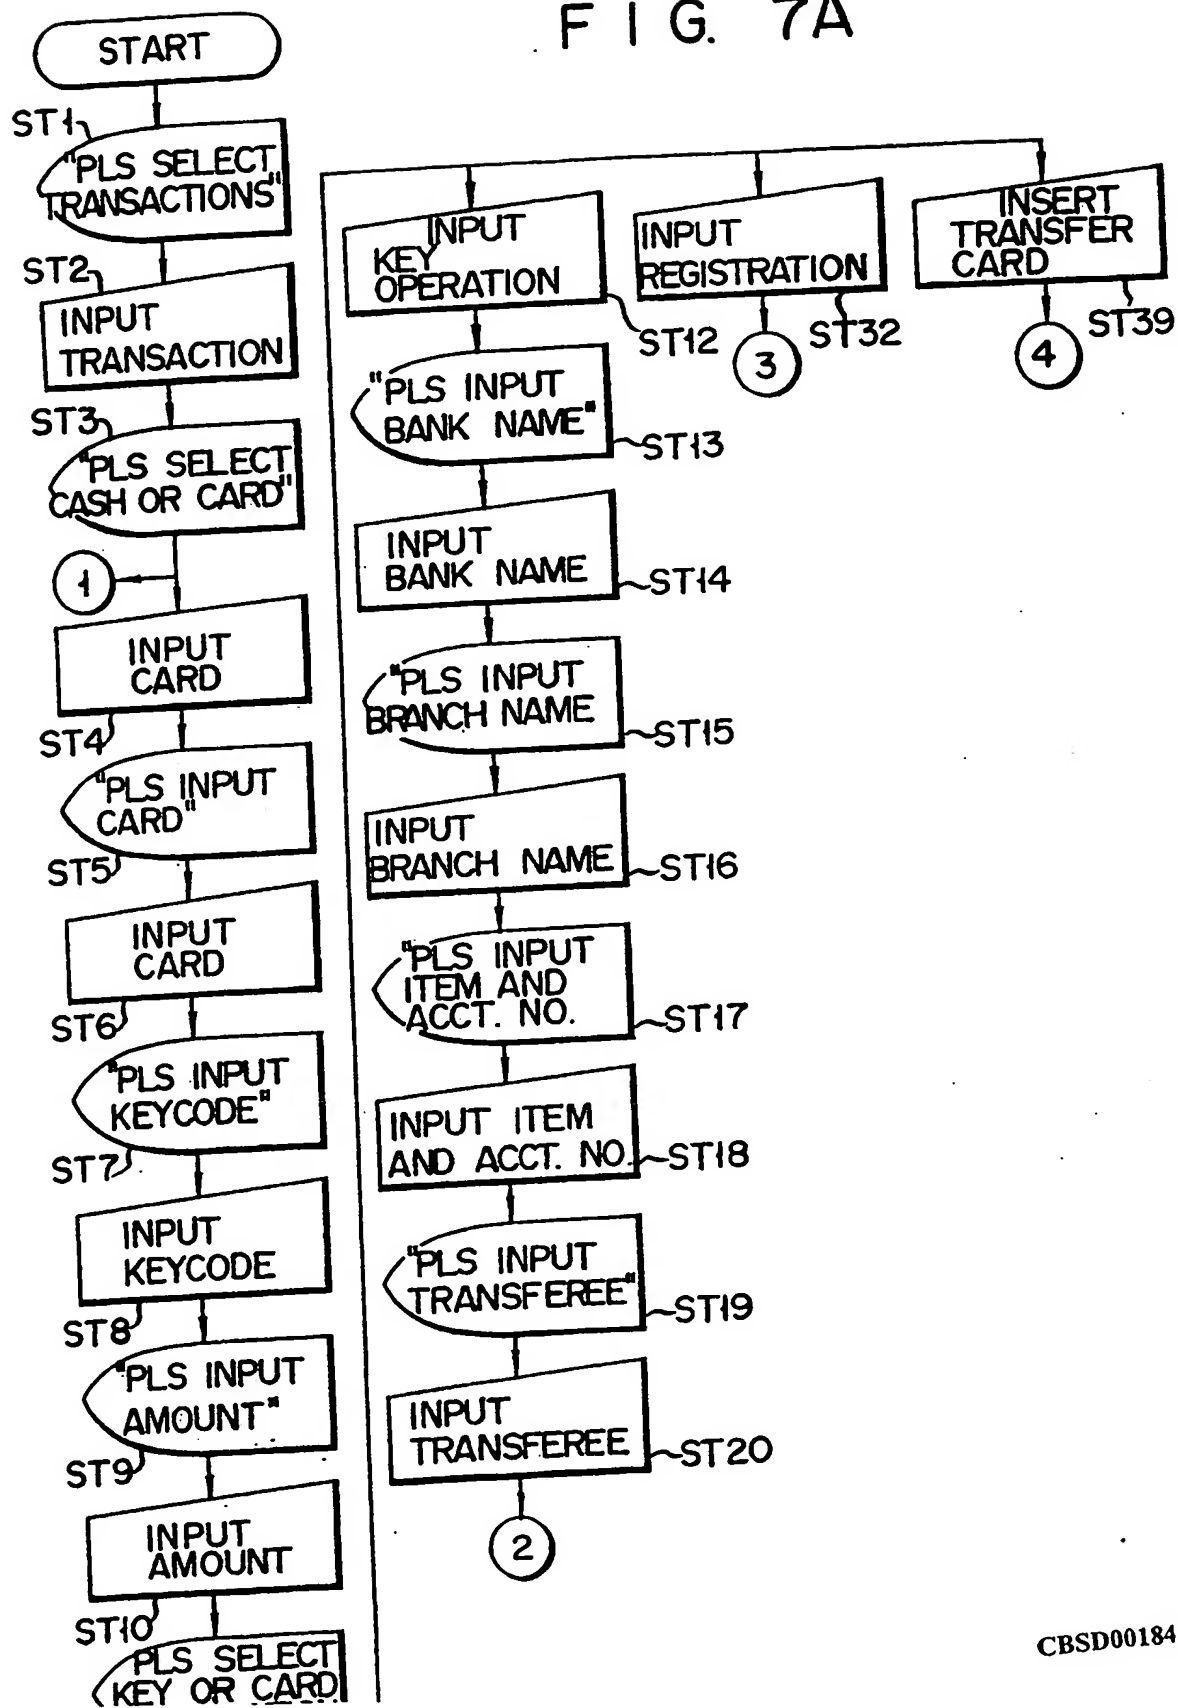 F I G. 7A
START
ST1
"PLS SELECT
TRANSACTIONS"
ST2
INPUT
TRANSACTION
ST3
"PLS SELECT
CASH OR CARD"
1
INPUT
CARD
ST4
"PLS INPUT
CARD"
ST5
INPUT
CARD
ST6
"PLS INPUT
KEYCODE"
ST7
INPUT
KEYCODE
ST8
"PLS INPUT
AMOUNT"
ST9
INPUT
AMOUNT
ST10
PLS SELECT
KEY OR CARD
INPUT
KEY
OPERATION
ST12
"PLS INPUT
BANK NAME"
ST13
INPUT
BANK NAME
ST14
"PLS INPUT
BRANCH NAME
ST15
INPUT
BRANCH NAME
ST16
"PLS INPUT
ITEM AND
ACCT. NO.
ST17
INPUT ITEM
AND ACCT. NO.
ST18
"PLS INPUT
TRANSFEREE"
ST19
INPUT
TRANSFEREE
ST20
2
INPUT
REGISTRATION
ST32
3
INSERT
TRANSFER
CARD
ST39
4
CBSD00184